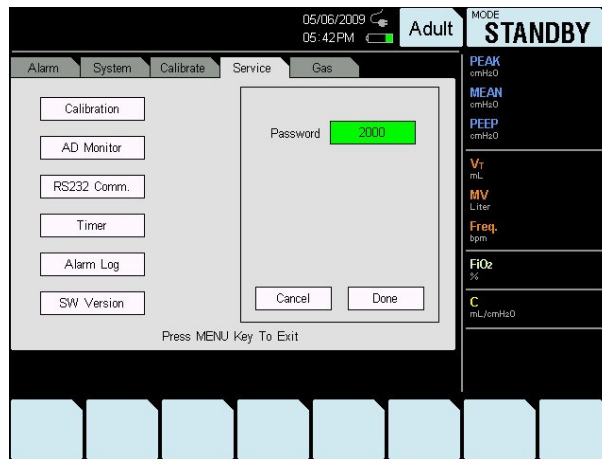 05/06/2009
05:42PM
Adult
MODE
STANDBY
Alarm System Calibrate Service Gas
Calibration
AD Monitor
RS232 Comm.
Timer
Alarm Log
SW Version
Password 2000
Cancel Done
Press MENU Key To Exit
PEAK
cmH2O
MEAN
cmH2O
PEEP
cmH2O
VT
mL
MV
Liter
Freq.
bpm
FiO2
%
C
mL/cmH2O